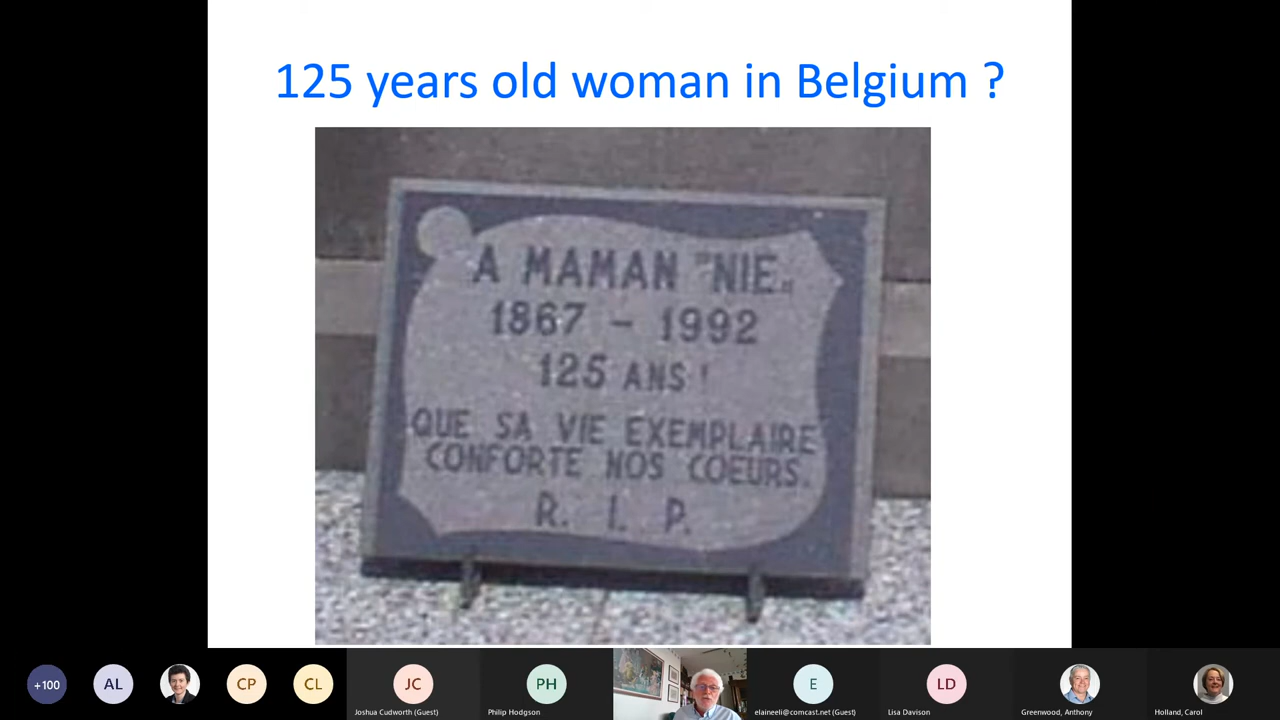 125 years old woman in Belgium ?
A MAMAN "NIE"
1867 - 1992
125 ANS !
QUE SA VIE EXEMPLAIRE
CONFORTE NOS COEURS.
R. I. P.
+100
AL
CP
CL
JC
Joshua Cudworth (Guest)
PH
Philip Hodgson
E
elaineeli@comcast.net (Guest)
LD
Lisa Davison
Greenwood, Anthony
Holland, Carol